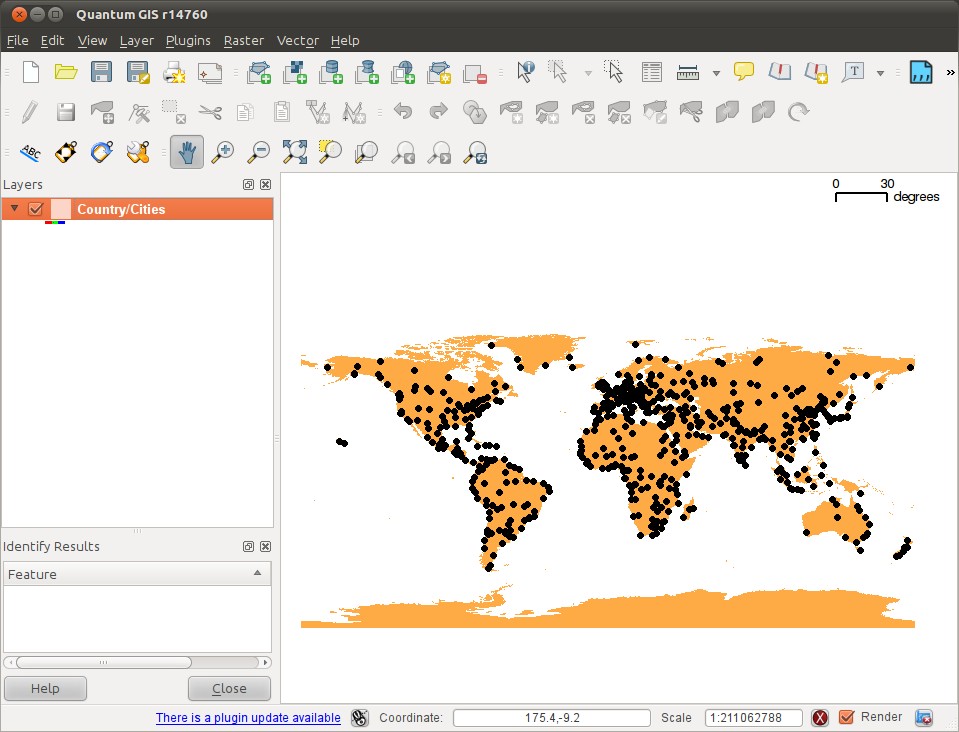 Quantum GIS r14760
File Edit View Layer Plugins Raster Vector Help
T
»
ABC
Layers
Country/Cities
0 30
degrees
Identify Results
Feature
Help Close
There is a plugin update available Coordinate: 175.4,-9.2 Scale 1:211062788 Render